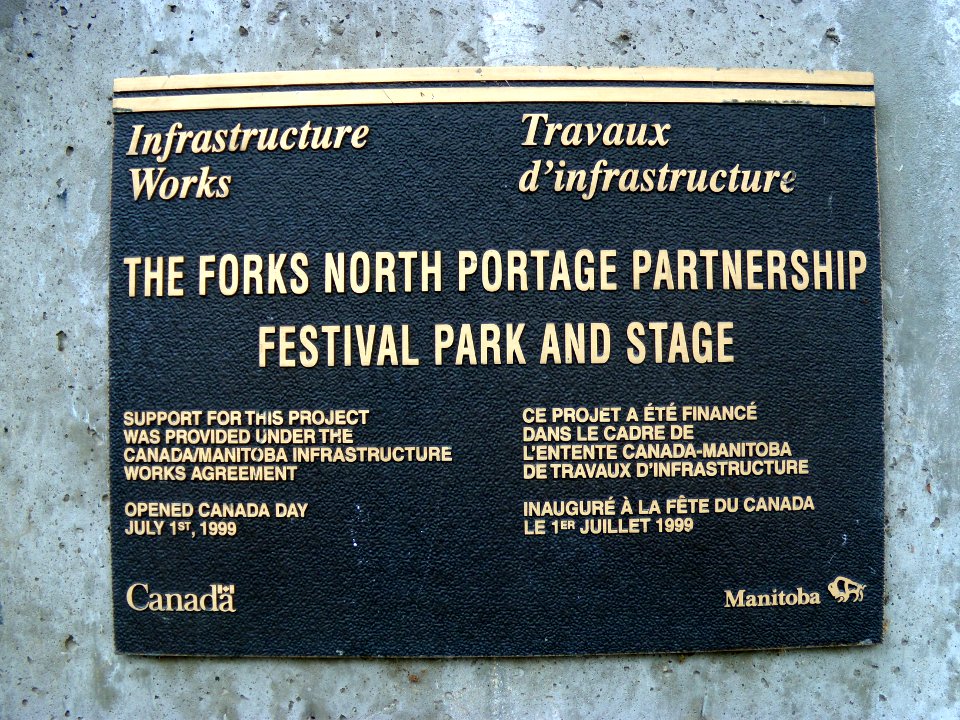 Infrastructure
Works
Travaux
d'infrastructure
THE FORKS NORTH PORTAGE PARTNERSHIP
FESTIVAL PARK AND STAGE
SUPPORT FOR THIS PROJECT
WAS PROVIDED UNDER THE
CANADA/MANITOBA INFRASTRUCTURE
WORKS AGREEMENT
OPENED CANADA DAY
JULY 1ST, 1999
CE PROJET A ÉTÉ FINANCÉ
DANS LE CADRE DE
L'ENTENTE CANADA-MANITOBA
DE TRAVAUX D'INFRASTRUCTURE
INAUGURÉ À LA FÊTE DU CANADA
LE 1ER JUILLET 1999
Canada
Manitoba